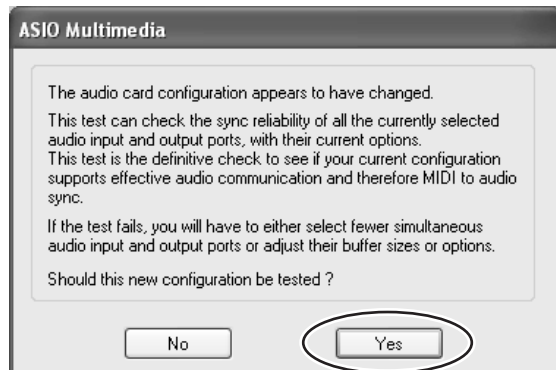 ASIO Multimedia
The audio card configuration appears to have changed.
This test can check the sync reliability of all the currently selected
audio input and output ports, with their current options.
This test is the definitive check to see if your current configuration
supports effective audio communication and therefore MIDI to audio
sync.
If the test fails, you will have to either select fewer simultaneous
audio input and output ports or adjust their buffer sizes or options.
Should this new configuration be tested ?
No
Yes